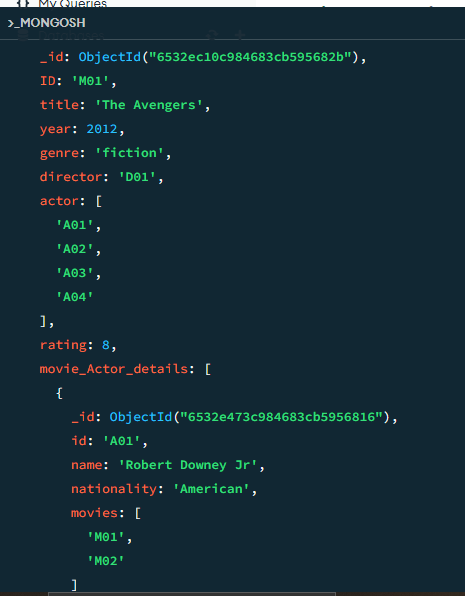 {} My Queries
>_MONGOSH
_id: ObjectId("6532ec10c984683cb595682b"),
ID: 'M01',
title: 'The Avengers',
year: 2012,
genre: 'fiction',
director: 'D01',
actor: [
'A01',
'A02',
'A03',
'A04'
],
rating: 8,
movie_Actor_details: [
{
_id: ObjectId("6532e473c984683cb5956816"),
id: 'A01',
name: 'Robert Downey Jr',
nationality: 'American',
movies: [
'M01',
'M02'
]